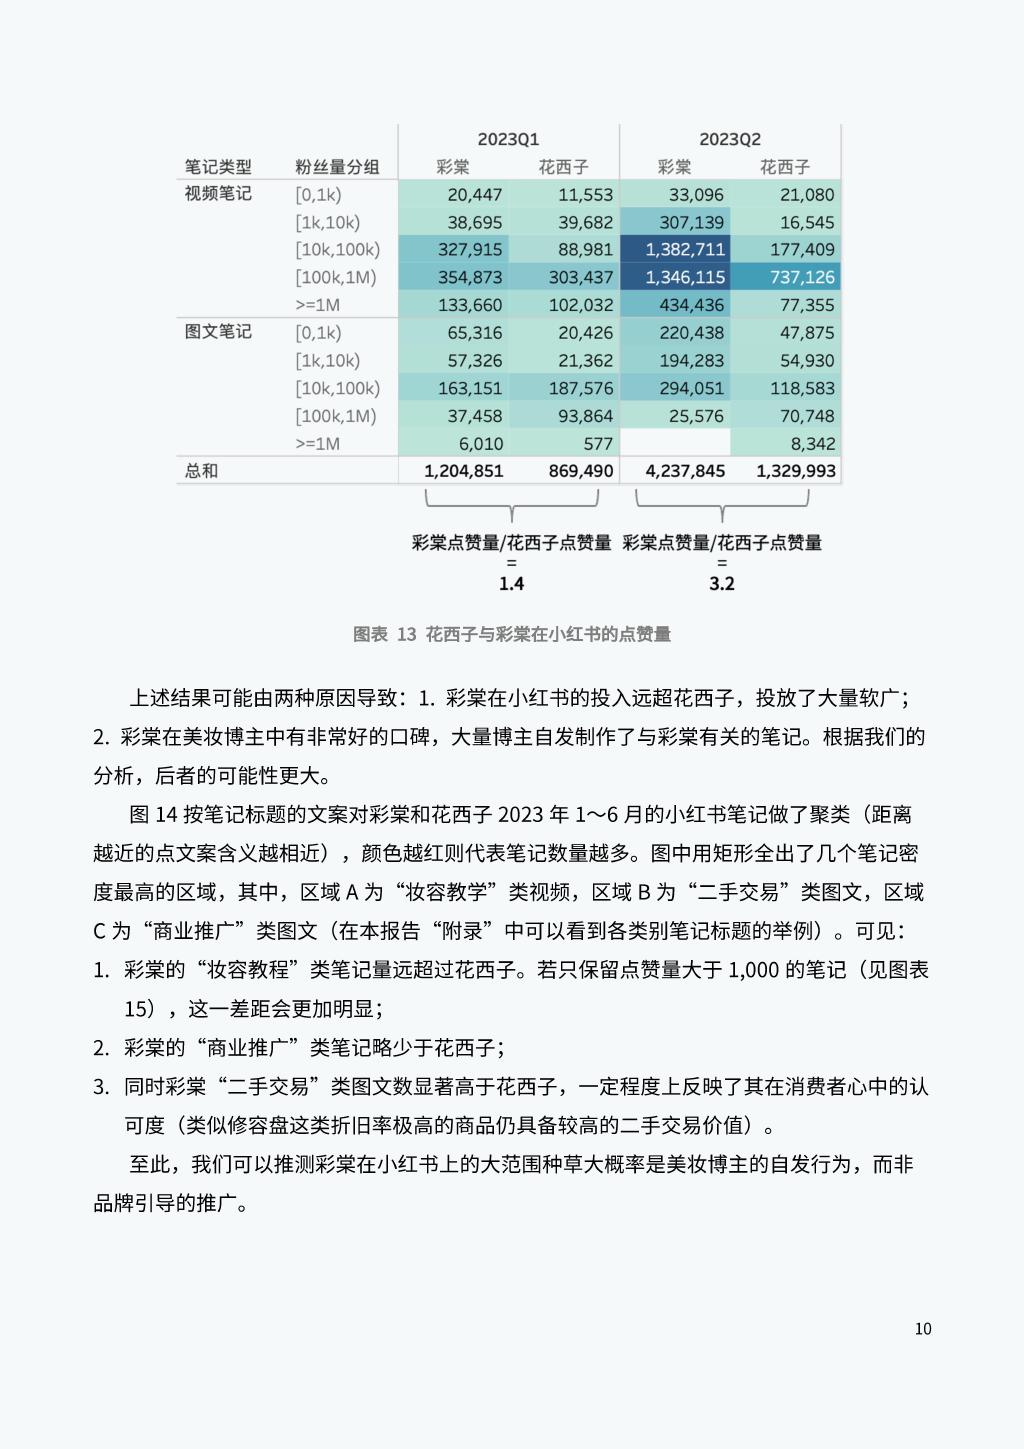 2023Q1 2023Q2
笔记类型 粉丝量分组 彩棠 花西子 彩棠 花西子
视频笔记 [0,1k) 20,447 11,553 33,096 21,080
[1k,10k) 38,695 39,682 307,139 16,545
[10k,100k) 327,915 88,981 1,382,711 177,409
[100k,1M) 354,873 303,437 1,346,115 737,126
>=1M 133,660 102,032 434,436 77,355
图文笔记 [0,1k) 65,316 20,426 220,438 47,875
[1k,10k) 57,326 21,362 194,283 54,930
[10k,100k) 163,151 187,576 294,051 118,583
[100k,1M) 37,458 93,864 25,576 70,748
>=1M 6,010 577 8,342
总和 1,204,851 869,490 4,237,845 1,329,993
彩棠点赞量/花西子点赞量 彩棠点赞量/花西子点赞量
= =
1.4 3.2
图表 13 花西子与彩棠在小红书的点赞量
上述结果可能由两种原因导致：1. 彩棠在小红书的投入远超花西子，投放了大量软广；
2. 彩棠在美妆博主中有非常好的口碑，大量博主自发制作了与彩棠有关的笔记。根据我们的
分析，后者的可能性更大。
图 14 按笔记标题的文案对彩棠和花西子 2023 年 1～6 月的小红书笔记做了聚类（距离
越近的点文案含义越相近），颜色越红则代表笔记数量越多。图中用矩形全出了几个笔记密
度最高的区域，其中，区域 A 为“妆容教学”类视频，区域 B 为“二手交易”类图文，区域
C 为“商业推广”类图文（在本报告“附录”中可以看到各类别笔记标题的举例）。可见：
1. 彩棠的“妆容教程”类笔记量远超过花西子。若只保留点赞量大于 1,000 的笔记（见图表
15），这一差距会更加明显；
2. 彩棠的“商业推广”类笔记略少于花西子；
3. 同时彩棠“二手交易”类图文数显著高于花西子，一定程度上反映了其在消费者心中的认
可度（类似修容盘这类折旧率极高的商品仍具备较高的二手交易价值）。
至此，我们可以推测彩棠在小红书上的大范围种草大概率是美妆博主的自发行为，而非
品牌引导的推广。
10